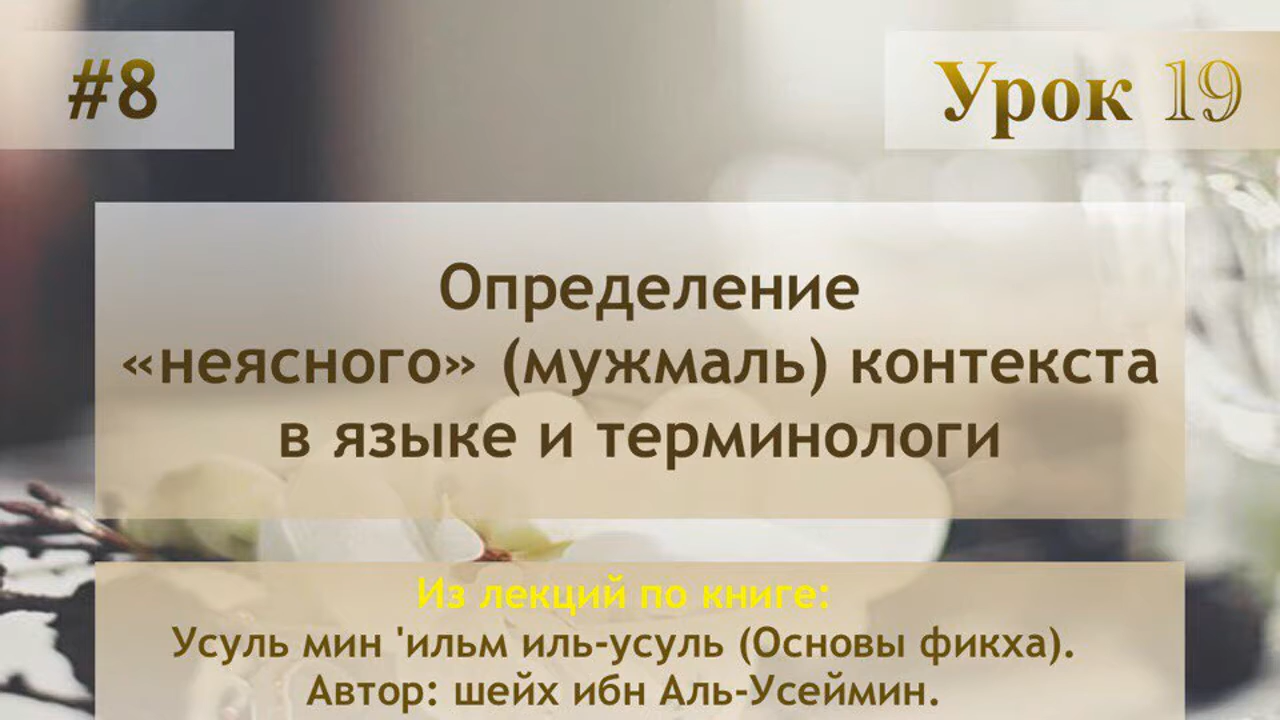 #8
Урок 19
Определение
«неясного» (мужмаль) контекста
в языке и терминологи
Из лекций по книге:
Усуль мин 'ильм иль-усуль (Основы фикха).
Автор: шейх ибн Аль-Усеймин.